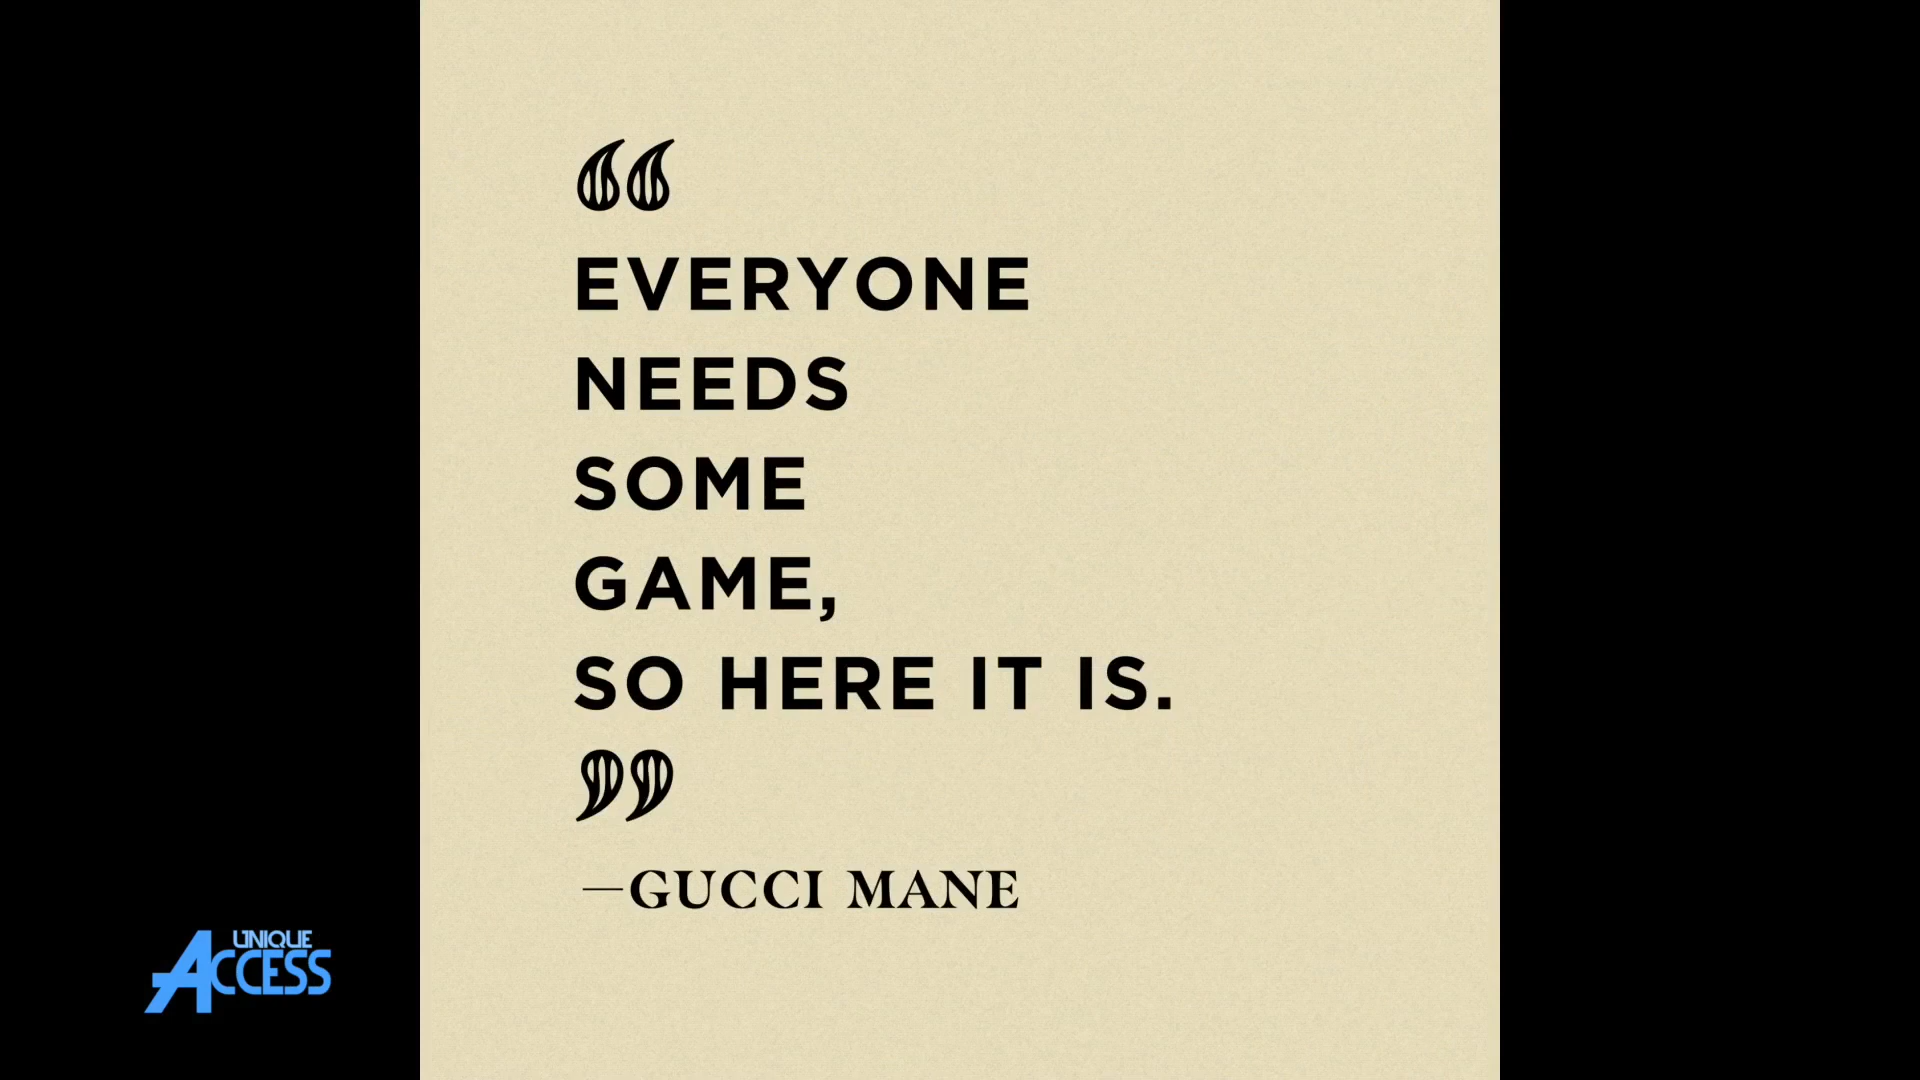 “
EVERYONE
NEEDS
SOME
GAME,
SO HERE IT IS.
”
—GUCCI MANE
UNIQUE
ACCESS